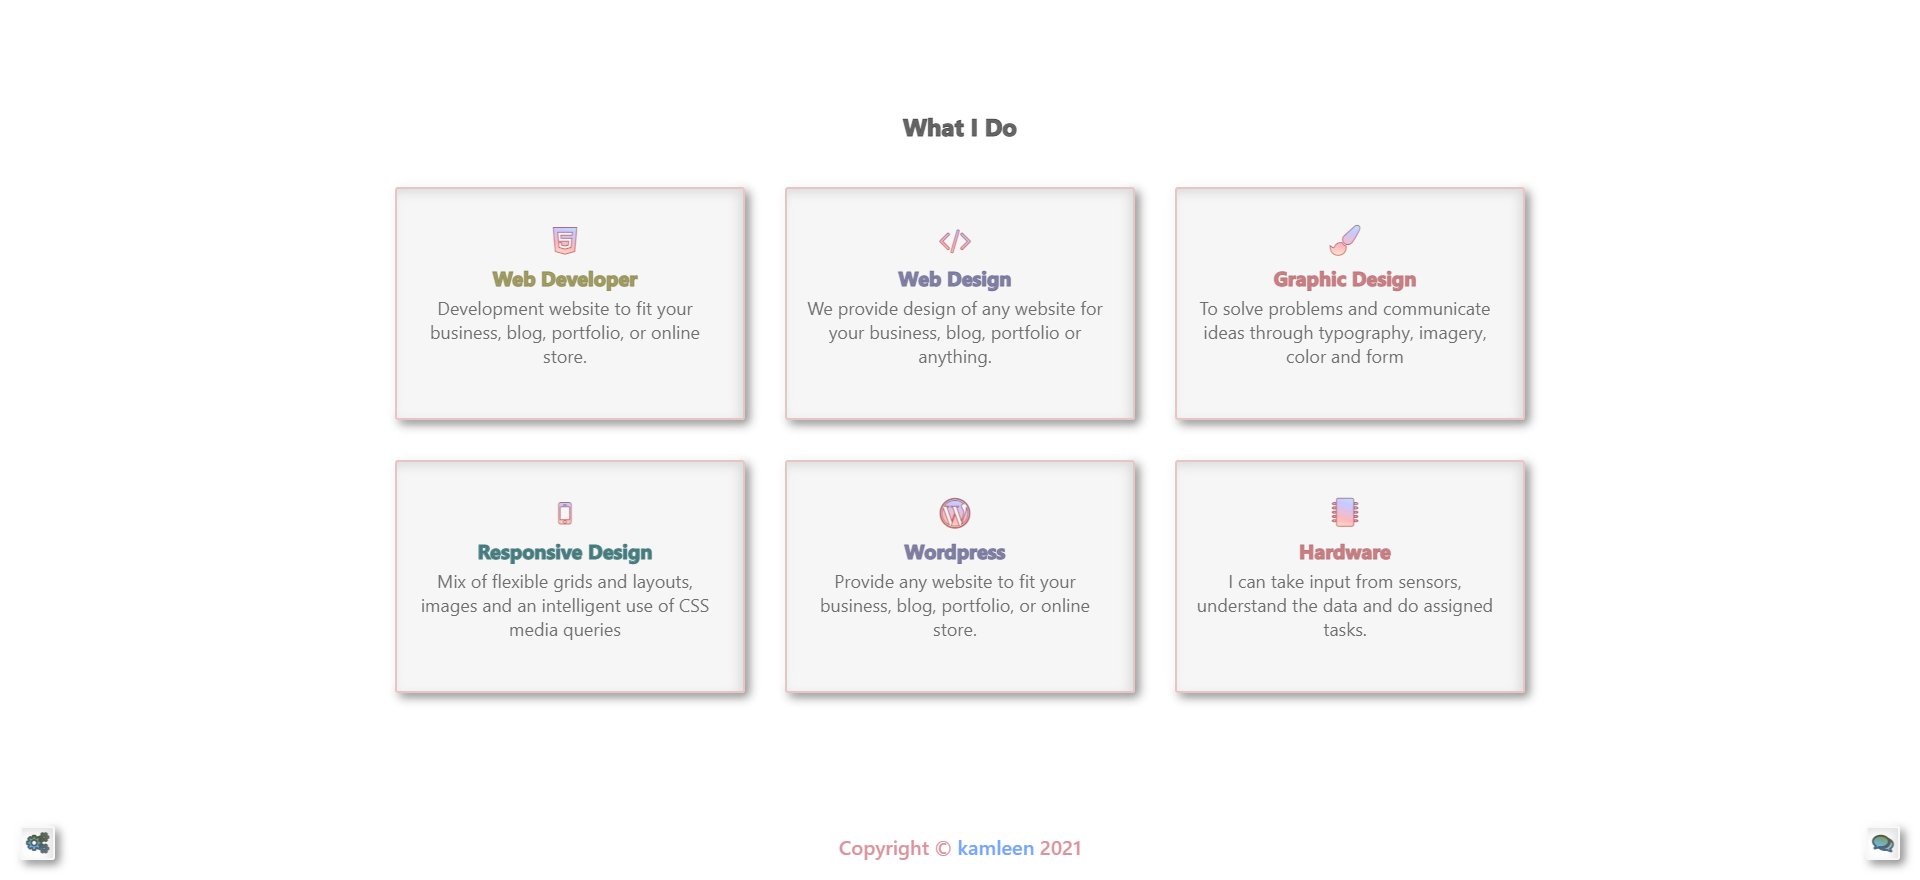 What I Do
Web Developer
Development website to fit your
business, blog, portfolio, or online
store.
Web Design
We provide design of any website for
your business, blog, portfolio or
anything.
Graphic Design
To solve problems and communicate
ideas through typography, imagery,
color and form
Responsive Design
Mix of flexible grids and layouts,
images and an intelligent use of CSS
media queries
Wordpress
Provide any website to fit your
business, blog, portfolio, or online
store.
Hardware
I can take input from sensors,
understand the data and do assigned
tasks.
Copyright © kamleen 2021